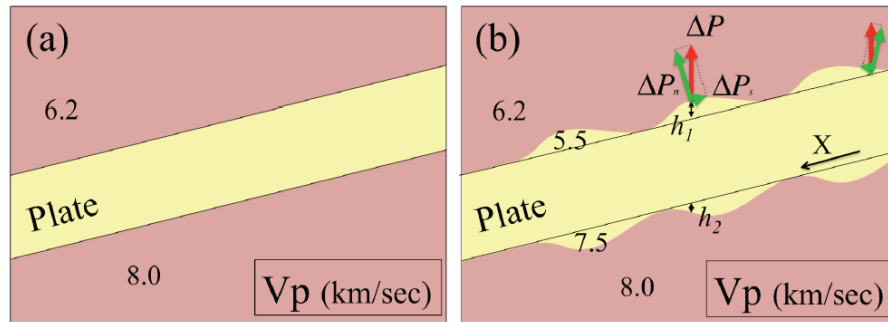 (a)
6.2
Plate
8.0
Vp (km/sec)
(b)
ΔP
ΔPn
ΔPs
6.2
h1
5.5
X
Plate
h2
7.5
8.0
Vp (km/sec)